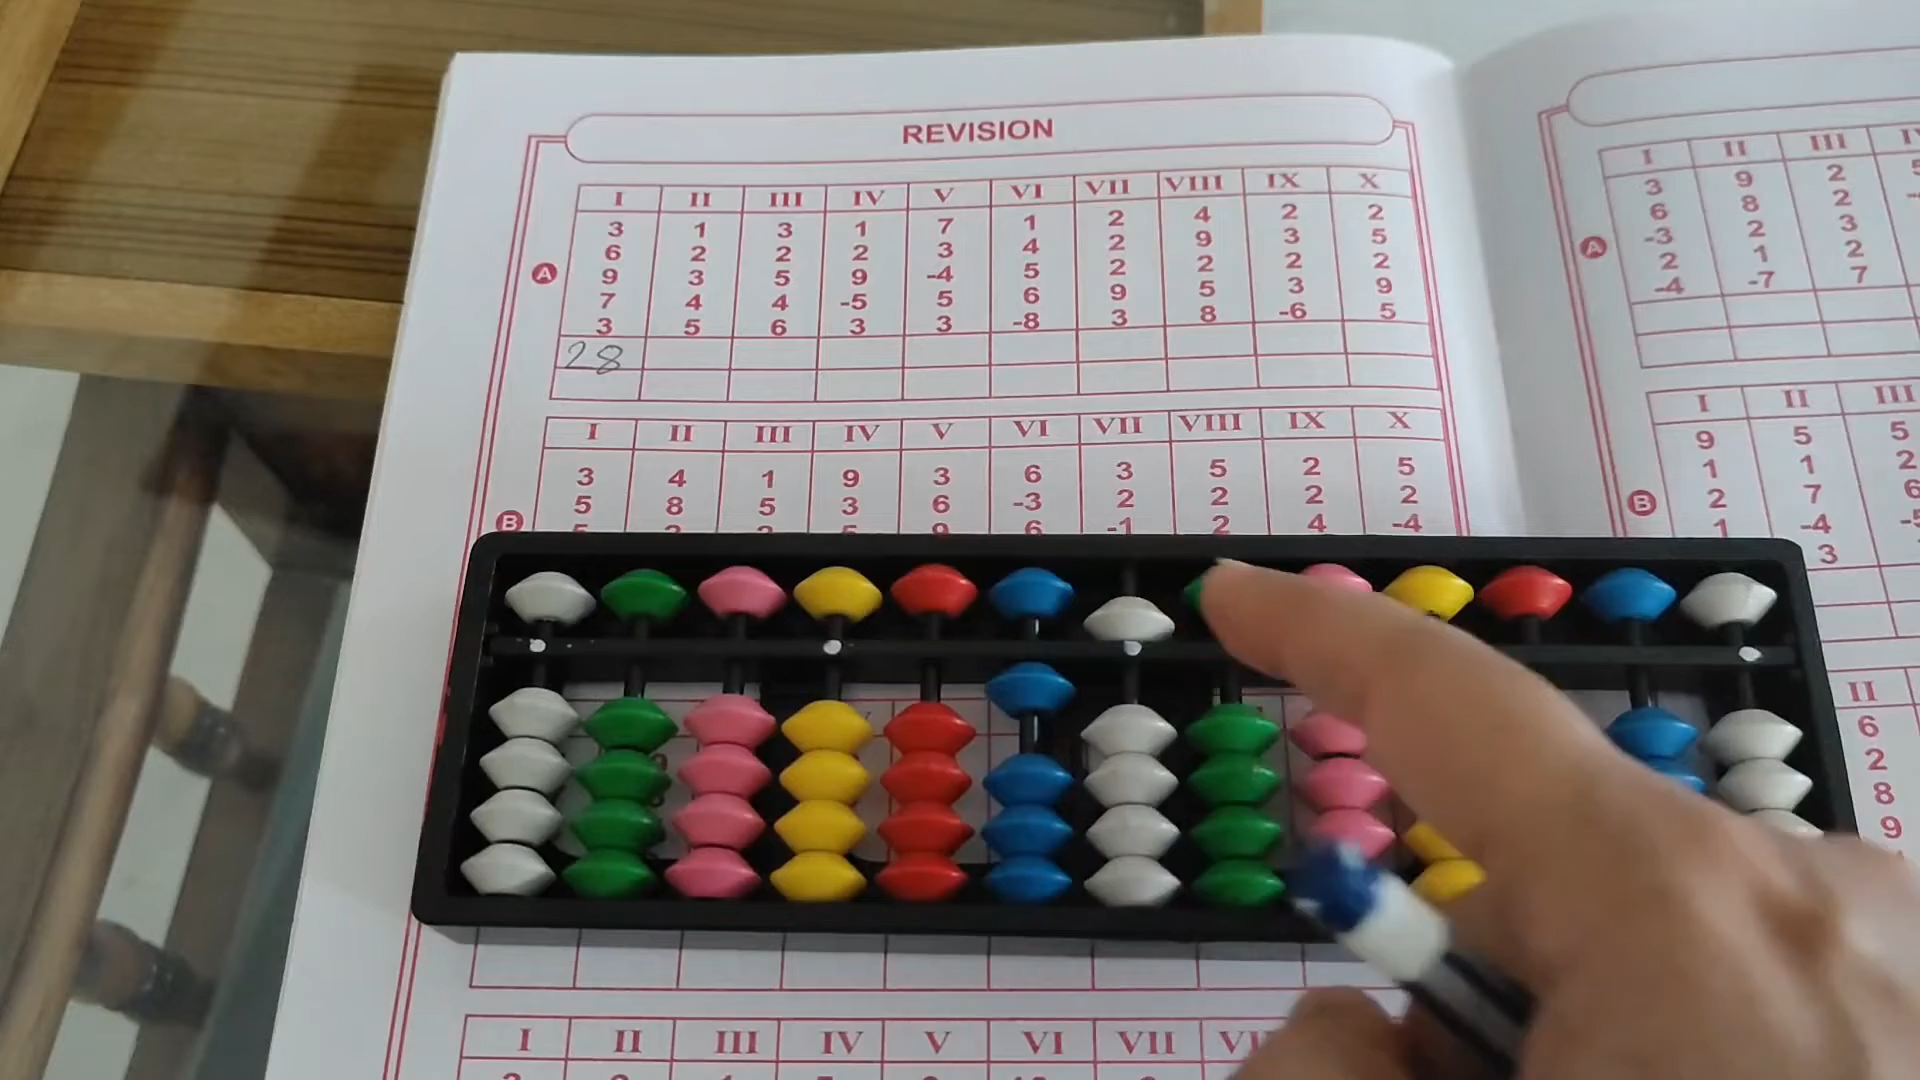 REVISION
I II III IV V VI VII VIII IX X
3 1 3 1 7 1 2 4 2 2
6 2 2 2 3 4 2 9 3 5
A 9 3 5 9 -4 5 2 2 2 2
7 4 4 -5 5 6 9 5 3 9
3 5 6 3 3 -8 3 8 -6 5
28
I II III IV V VI VII VIII IX X
3 4 1 9 3 6 3 5 2 5
5 8 5 3 6 -3 2 2 2 2
B 9 6 -1 2 4 -4
I II III IV V VI VII
I II III
3 9 2
6 8 2
A -3 2 3
2 1 2
-4 -7 7
I II III
9 5 5
1 1 2
B 2 7 6
1 -4
3
II
6
2
8
9